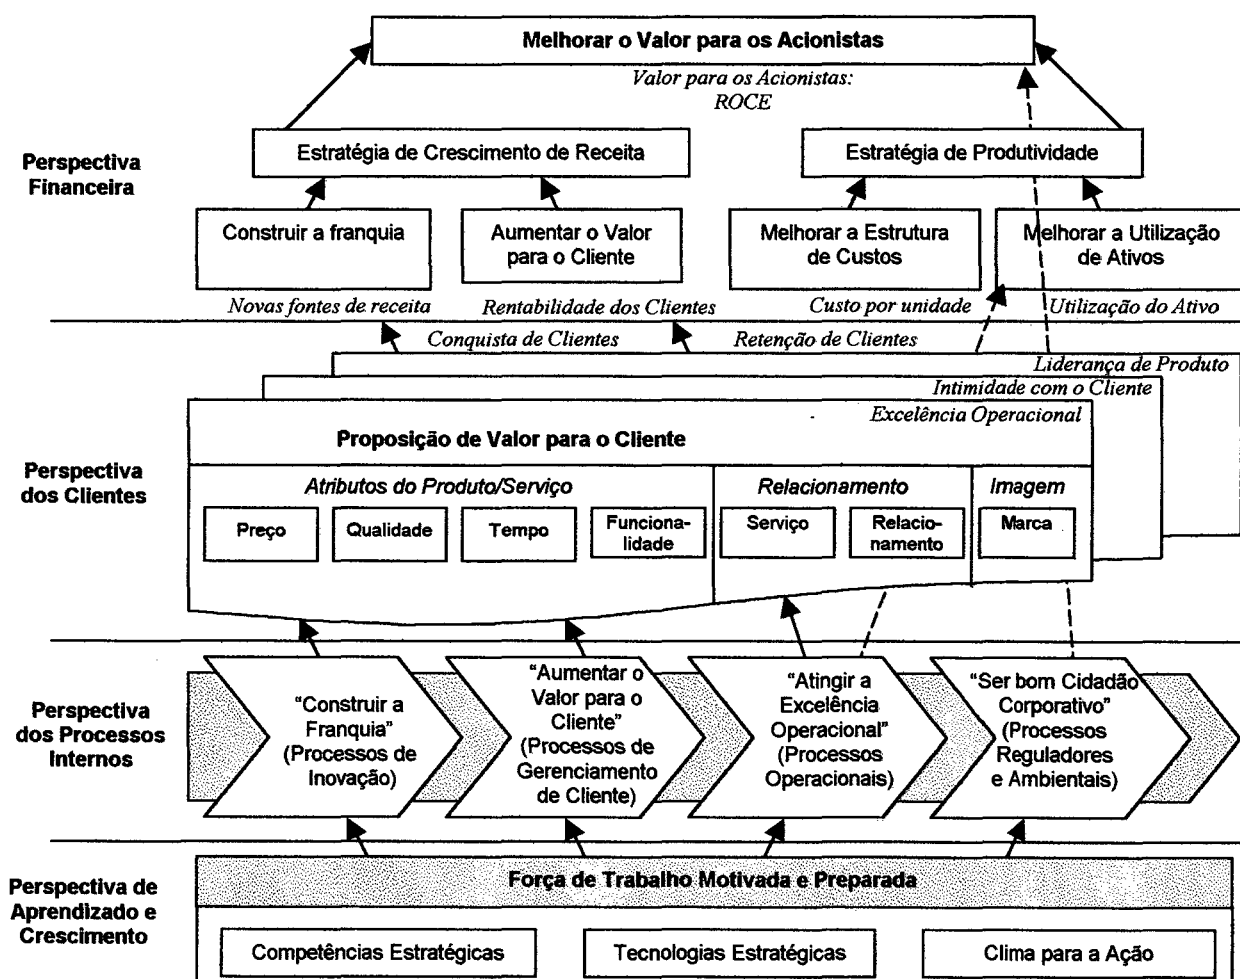 Melhorar o Valor para os Acionistas
Valor para os Acionistas:
ROCE
Perspectiva
Financeira
Estratégia de Crescimento de Receita
Estratégia de Produtividade
Construir a franquia
Aumentar o Valor
para o Cliente
Melhorar a Estrutura
de Custos
Melhorar a Utilização
de Ativos
Novas fontes de receita
Rentabilidade dos Clientes
Custo por unidade
Utilização do Ativo
Conquista de Clientes
Retenção de Clientes
Liderança de Produto
Intimidade com o Cliente
Excelência Operacional
Proposição de Valor para o Cliente
Perspectiva
dos Clientes
Atributos do Produto/Serviço
Relacionamento
Imagem
Preço
Qualidade
Tempo
Funciona-
lidade
Serviço
Relacio-
namento
Marca
Perspectiva
dos Processos
Internos
“Construir a
Franquia”
(Processos de
Inovação)
“Aumentar o
Valor para o
Cliente”
(Processos de
Gerenciamento
de Cliente)
“Atingir a
Excelência
Operacional”
(Processos
Operacionais)
“Ser bom Cidadão
Corporativo”
(Processos
Reguladores
e Ambientais)
Perspectiva de
Aprendizado e
Crescimento
Força de Trabalho Motivada e Preparada
Competências Estratégicas
Tecnologias Estratégicas
Clima para a Ação